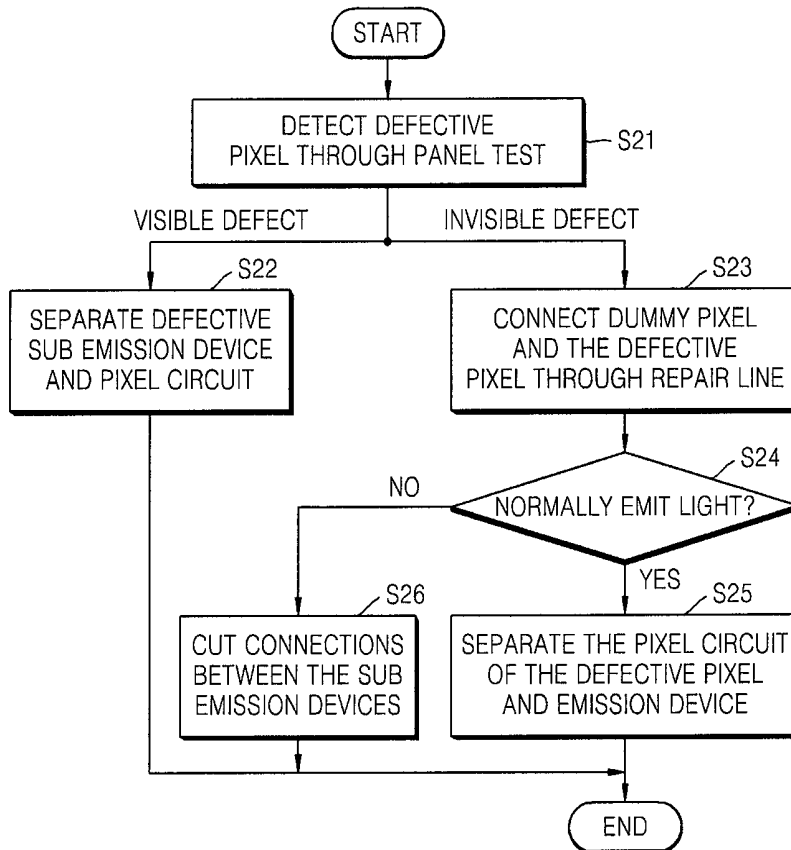 START
DETECT DEFECTIVE
PIXEL THROUGH PANEL TEST
S21
VISIBLE DEFECT
INVISIBLE DEFECT
S22
SEPARATE DEFECTIVE
SUB EMISSION DEVICE
AND PIXEL CIRCUIT
S23
CONNECT DUMMY PIXEL
AND THE DEFECTIVE
PIXEL THROUGH REPAIR LINE
S24
NORMALLY EMIT LIGHT?
NO
YES
S26
CUT CONNECTIONS
BETWEEN THE SUB
EMISSION DEVICES
S25
SEPARATE THE PIXEL CIRCUIT
OF THE DEFECTIVE PIXEL
AND EMISSION DEVICE
END